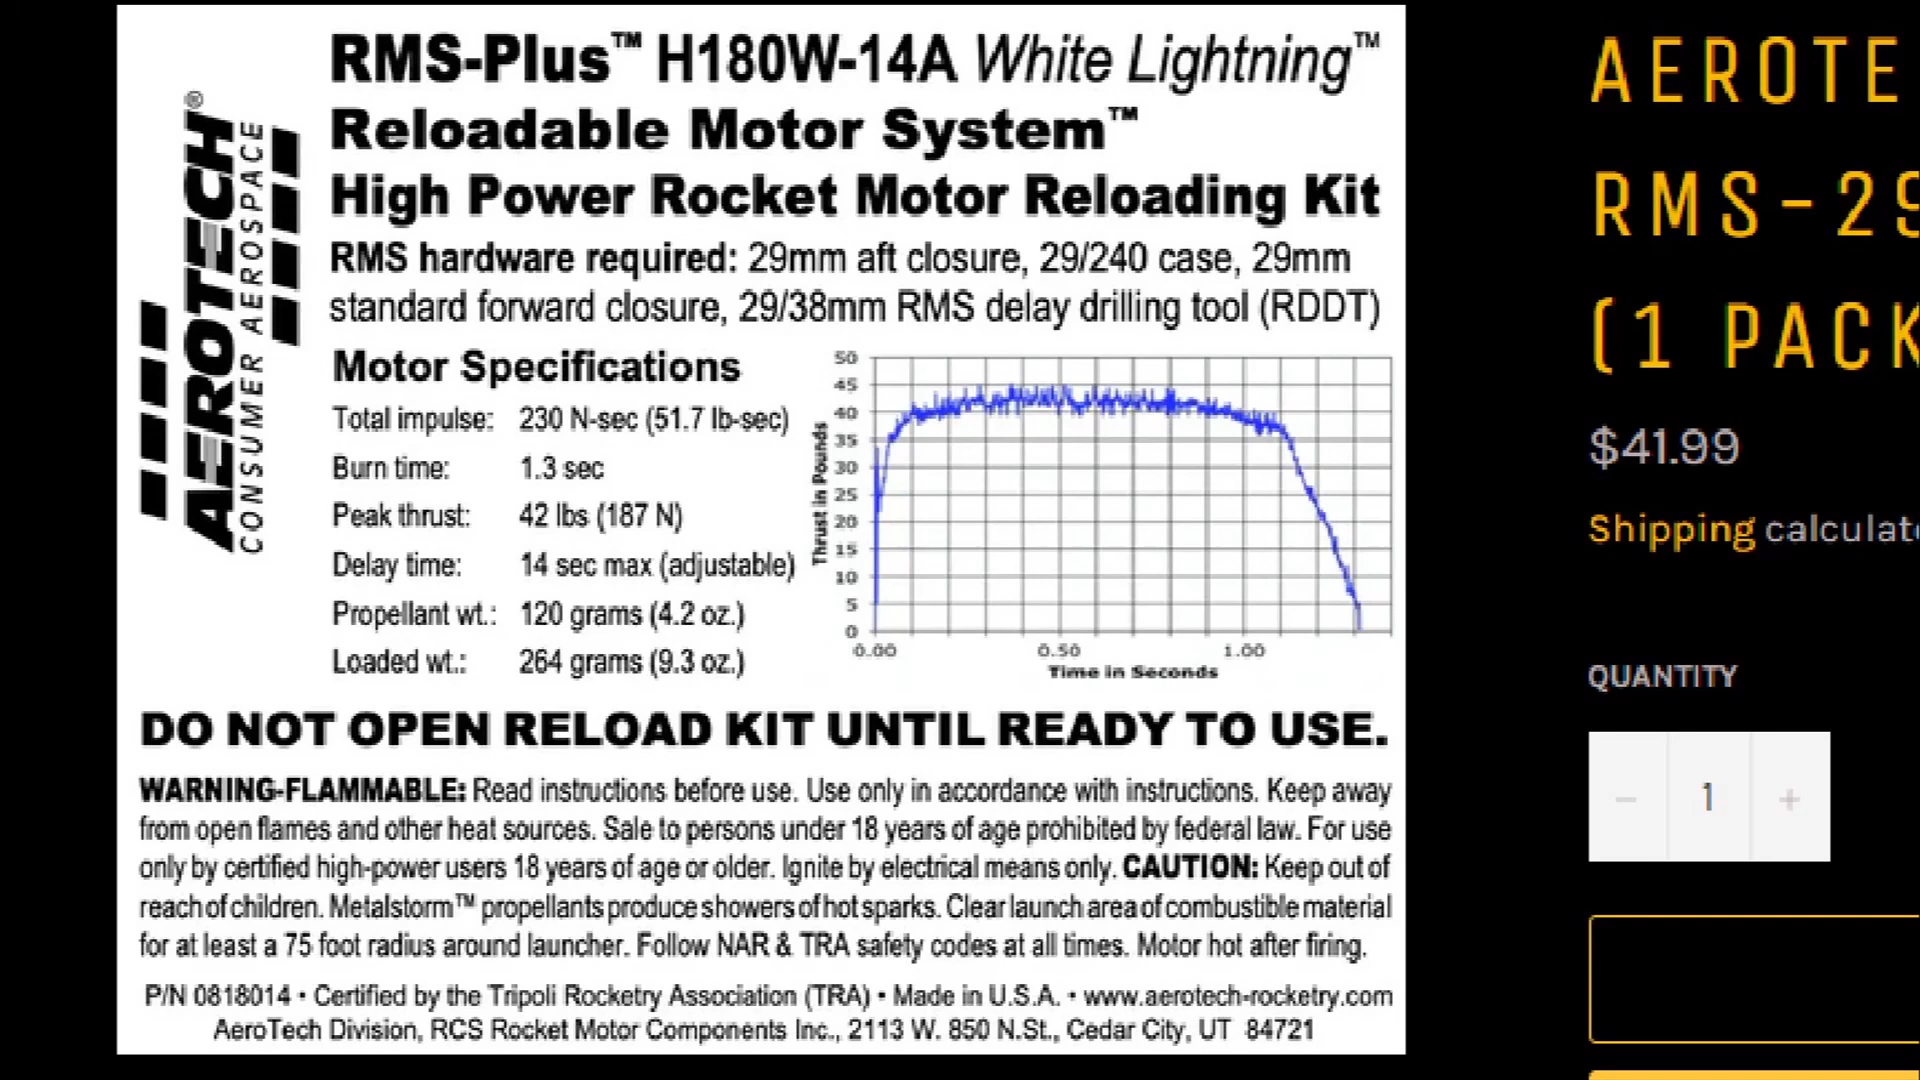 AEROTECH®
CONSUMER AEROSPACE
RMS-Plus™ H180W-14A White Lightning™
Reloadable Motor System™
High Power Rocket Motor Reloading Kit
RMS hardware required: 29mm aft closure, 29/240 case, 29mm
standard forward closure, 29/38mm RMS delay drilling tool (RDDT)
Motor Specifications
Total impulse: 230 N-sec (51.7 lb-sec)
Burn time: 1.3 sec
Peak thrust: 42 lbs (187 N)
Delay time: 14 sec max (adjustable)
Propellant wt.: 120 grams (4.2 oz.)
Loaded wt.: 264 grams (9.3 oz.)
Thrust in Pounds
50
45
40
35
30
25
20
15
10
5
0
0.00 0.50 1.00
Time in Seconds
DO NOT OPEN RELOAD KIT UNTIL READY TO USE.
WARNING-FLAMMABLE: Read instructions before use. Use only in accordance with instructions. Keep away
from open flames and other heat sources. Sale to persons under 18 years of age prohibited by federal law. For use
only by certified high-power users 18 years of age or older. Ignite by electrical means only. CAUTION: Keep out of
reach of children. Metalstorm™ propellants produce showers of hot sparks. Clear launch area of combustible material
for at least a 75 foot radius around launcher. Follow NAR & TRA safety codes at all times. Motor hot after firing.
P/N 0818014 • Certified by the Tripoli Rocketry Association (TRA) • Made in U.S.A. • www.aerotech-rocketry.com
AeroTech Division, RCS Rocket Motor Components Inc., 2113 W. 850 N.St., Cedar City, UT 84721
AEROTE
RMS-29
(1 PACK
$41.99
Shipping calculate
QUANTITY
− 1 +